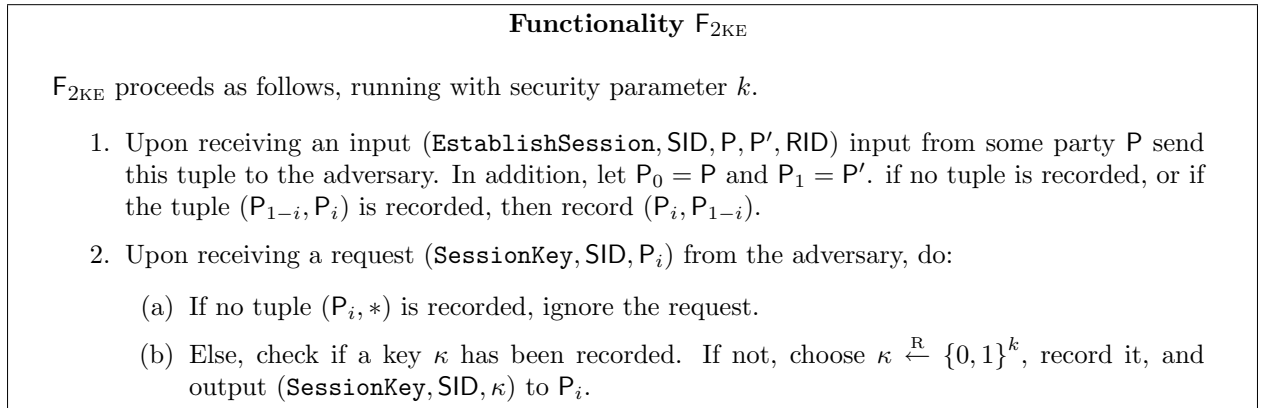 Functionality F2KE
F2KE proceeds as follows, running with security parameter k.
1. Upon receiving an input (EstablishSession, SID, P, P′, RID) input from some party P send
this tuple to the adversary. In addition, let P0 = P and P1 = P′. if no tuple is recorded, or if
the tuple (P1−i, Pi) is recorded, then record (Pi, P1−i).
2. Upon receiving a request (SessionKey, SID, Pi) from the adversary, do:
(a) If no tuple (Pi, ∗) is recorded, ignore the request.
(b) Else, check if a key κ has been recorded. If not, choose κ ←R {0, 1}^k, record it, and
output (SessionKey, SID, κ) to Pi.